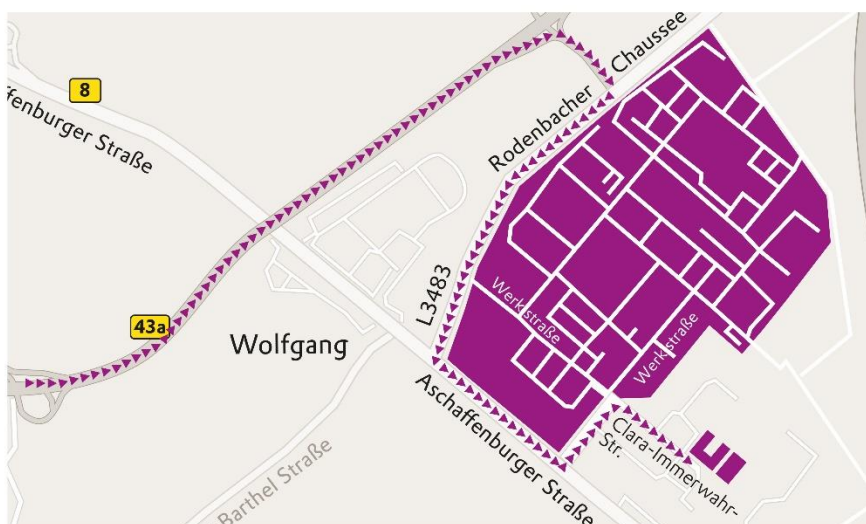 Chaussee
Rodenbacher
8
ffenburger Straße
L3483
43a
Wolfgang
Werkstraße
Werkstraße
Aschaffenburger Straße
Clara-Immerwahr-
Str.
Barthel Straße